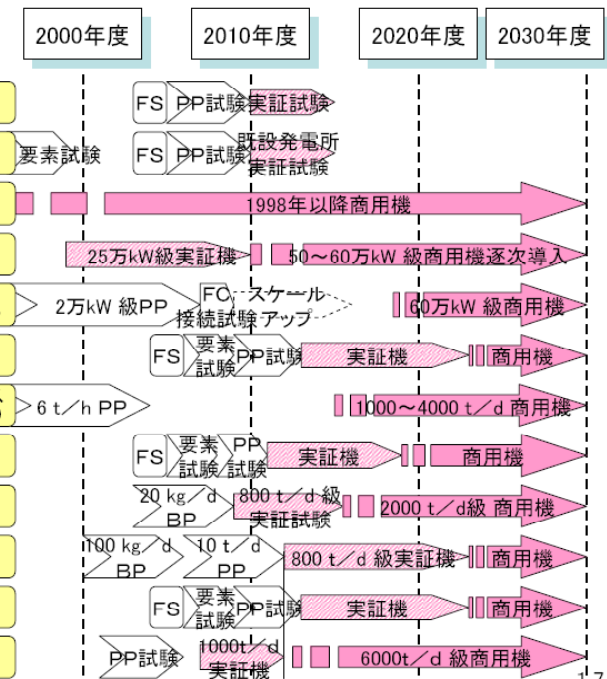 2000年度 2010年度 2020年度 2030年度
FS PP試験 実証試験
要素試験 FS PP試験 既設発電所
実証試験
1998年以降商用機
25万kW級実証機 50～60万kW 級商用機逐次導入
2万kW 級PP FC 接続試験 スケール アップ 60万kW 級商用機
FS 要素 試験 PP試験 実証機 商用機
6 t／h PP 1000～4000 t／d 商用機
FS 要素 試験 PP 試験 実証機 商用機
20 kg／d BP 800 t／d 級 実証試験 2000 t／d級 商用機
100 kg／d BP 10 t／d PP 800 t／d 級実証機 商用機
FS 要素 試験 PP試験 実証機 商用機
PP試験 1000t／d 実証機 6000t／d 級商用機
17